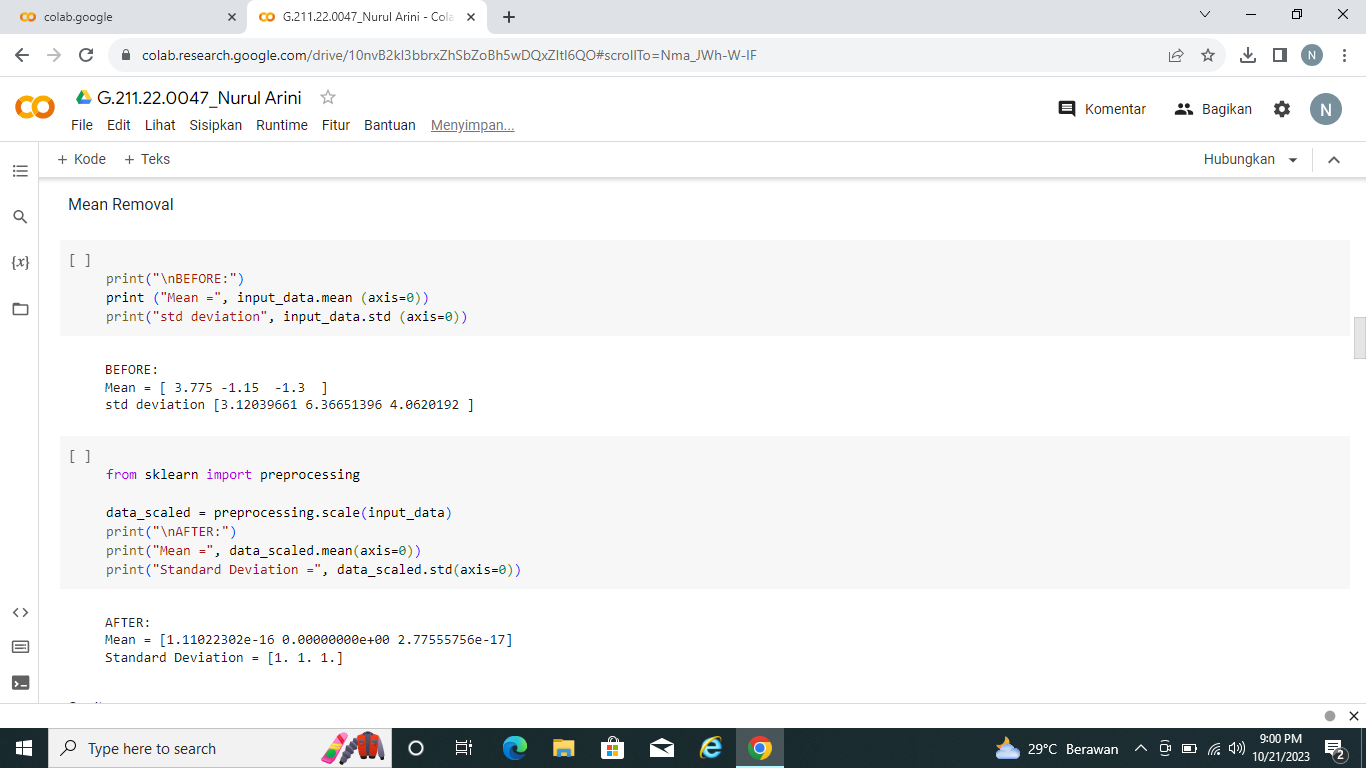 colab.google
G.211.22.0047_Nurul Arini - Cola
colab.research.google.com/drive/10nvB2kI3bbrxZhSbZoBh5wDQxZItI6QO#scrollTo=Nma_JWh-W-IF
N
G.211.22.0047_Nurul Arini
Komentar
Bagikan
N
File Edit Lihat Sisipkan Runtime Fitur Bantuan Menyimpan...
+ Kode + Teks
Hubungkan
Mean Removal
{x}
[ ]
print("\nBEFORE:")
print ("Mean =", input_data.mean (axis=0))
print("std deviation", input_data.std (axis=0))
BEFORE:
Mean = [ 3.775 -1.15  -1.3  ]
std deviation [3.12039661 6.36651396 4.0620192 ]
[ ]
from sklearn import preprocessing
data_scaled = preprocessing.scale(input_data)
print("\nAFTER:")
print("Mean =", data_scaled.mean(axis=0))
print("Standard Deviation =", data_scaled.std(axis=0))
AFTER:
Mean = [1.11022302e-16 0.00000000e+00 2.77555756e-17]
Standard Deviation = [1. 1. 1.]
Type here to search
29°C Berawan
9:00 PM
10/21/2023
2